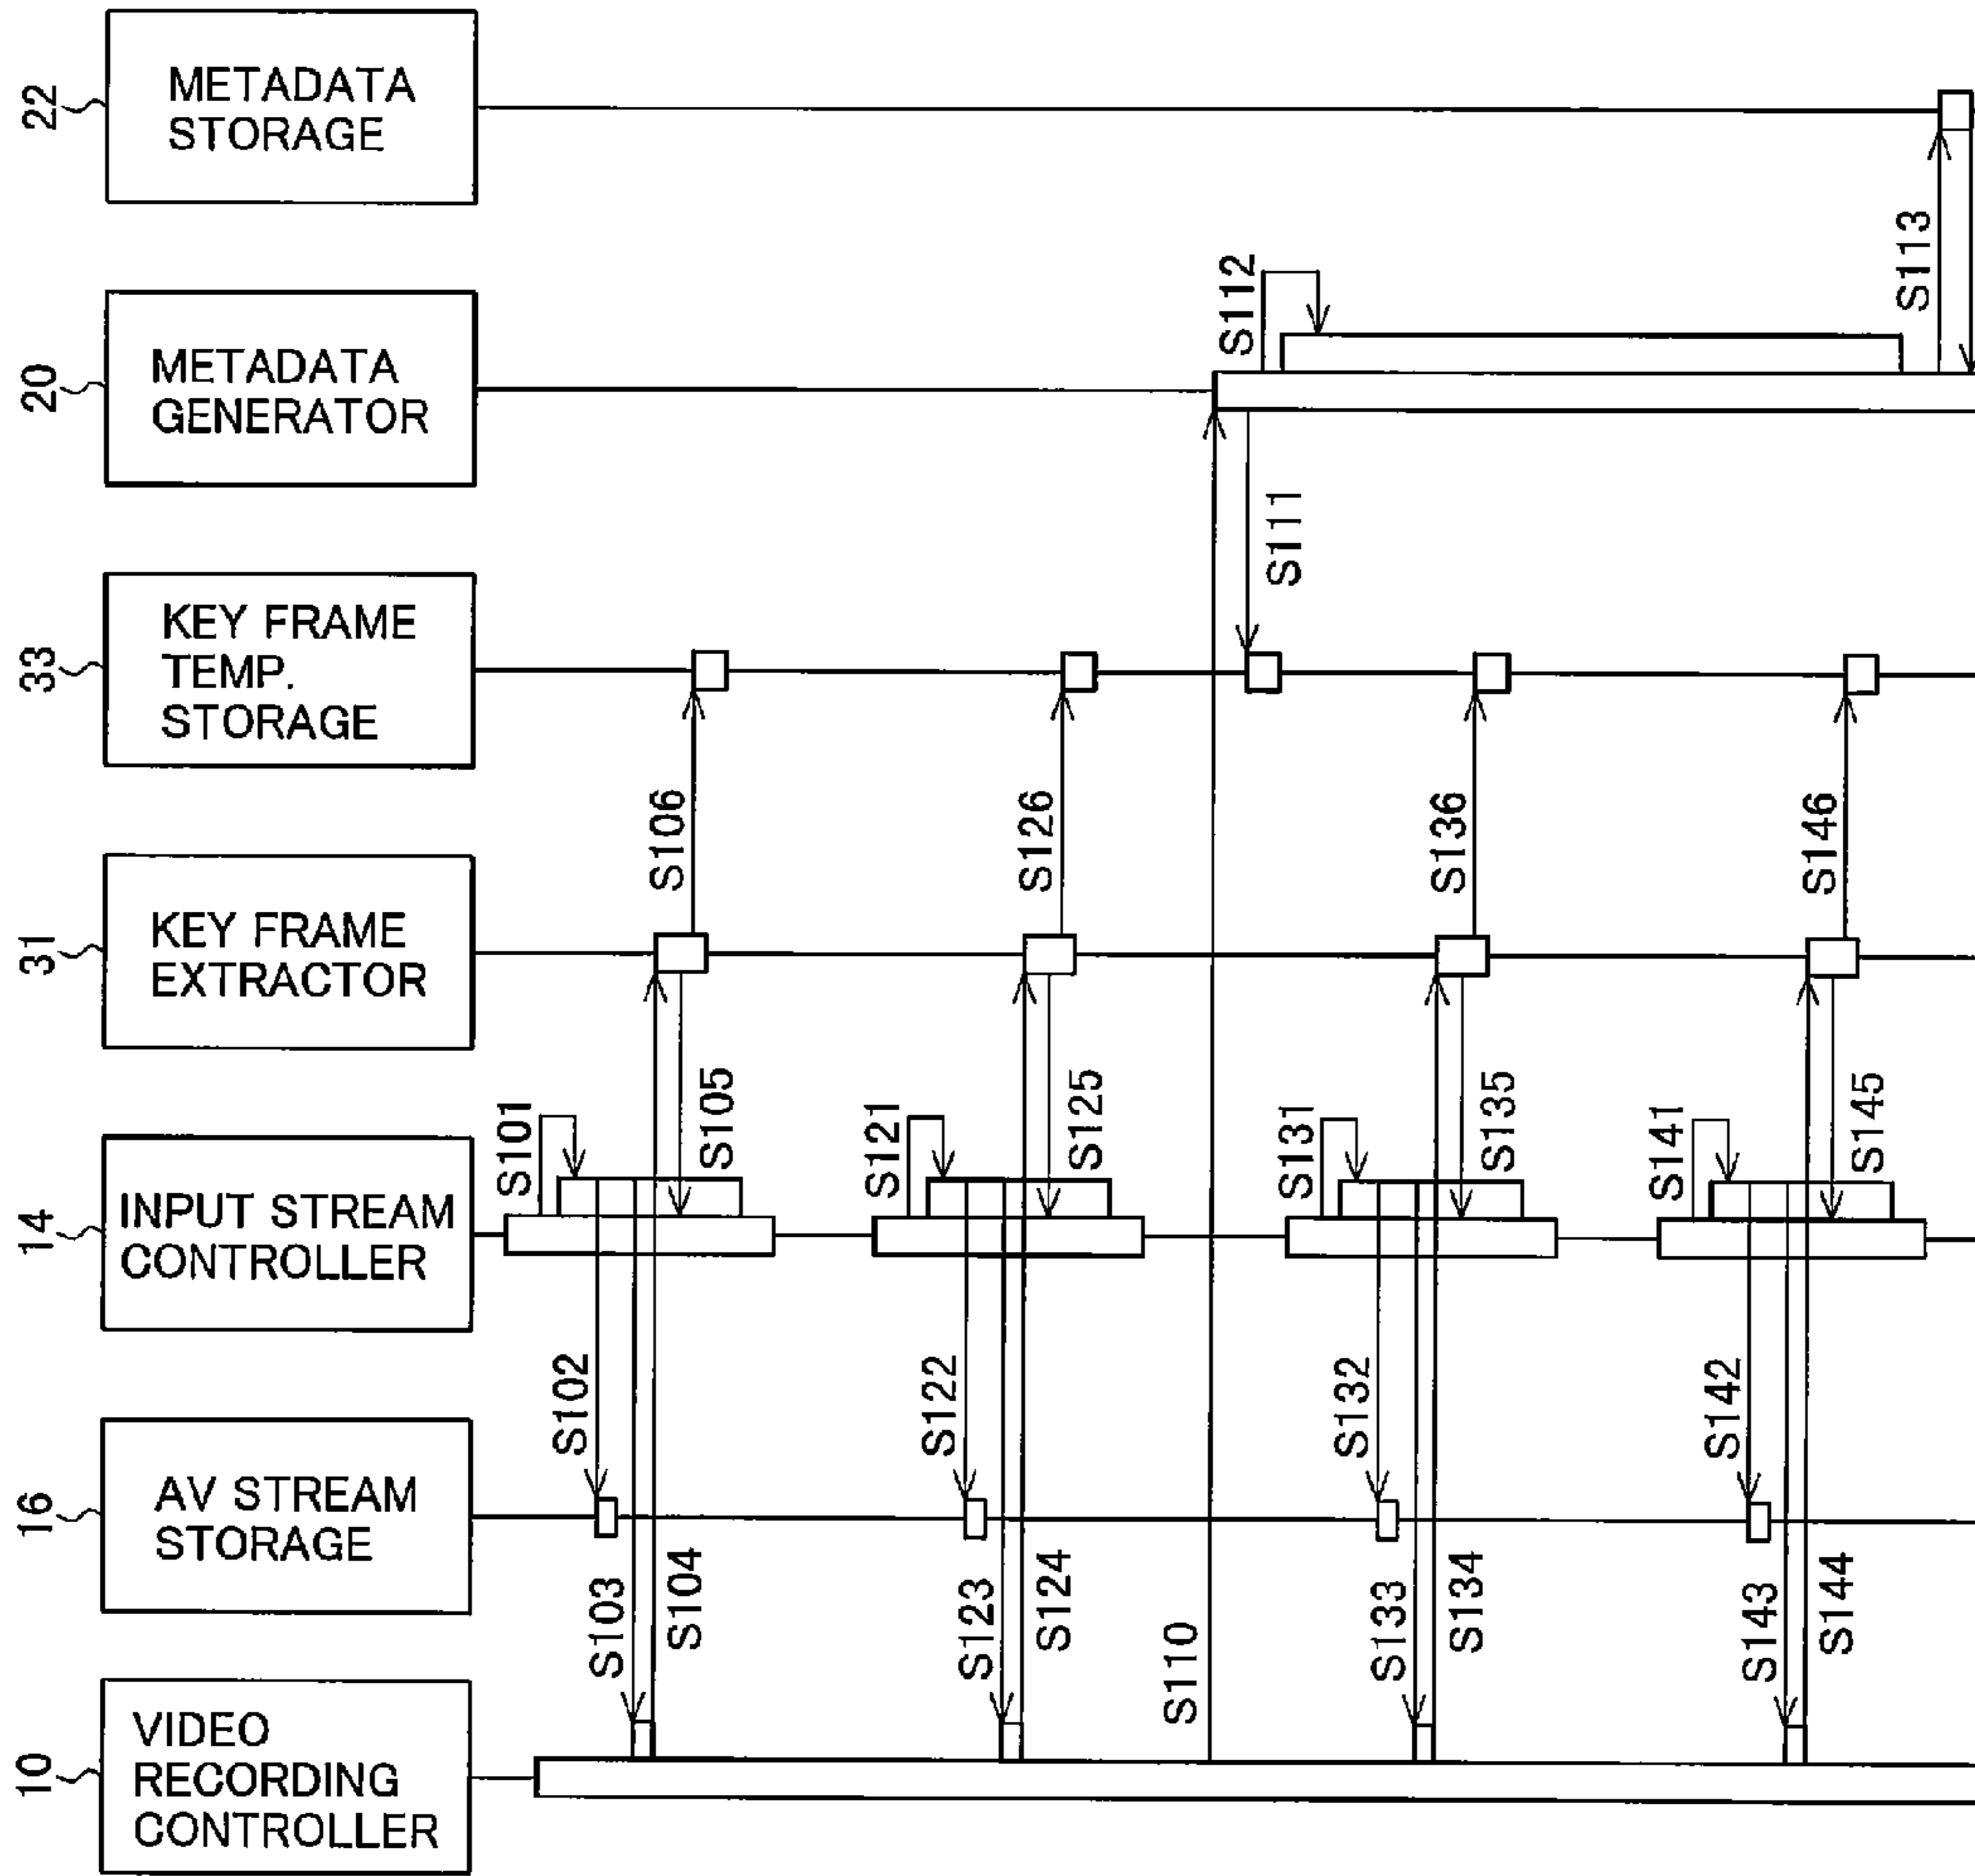 22
METADATA
STORAGE
20
METADATA
GENERATOR
33
KEY FRAME
TEMP.
STORAGE
31
KEY FRAME
EXTRACTOR
14
INPUT STREAM
CONTROLLER
16
AV STREAM
STORAGE
10
VIDEO
RECORDING
CONTROLLER
S101
S102
S103
S104
S105
S106
S121
S122
S123
S124
S125
S126
S110
S111
S112
S113
S131
S132
S133
S134
S135
S136
S141
S142
S143
S144
S145
S146